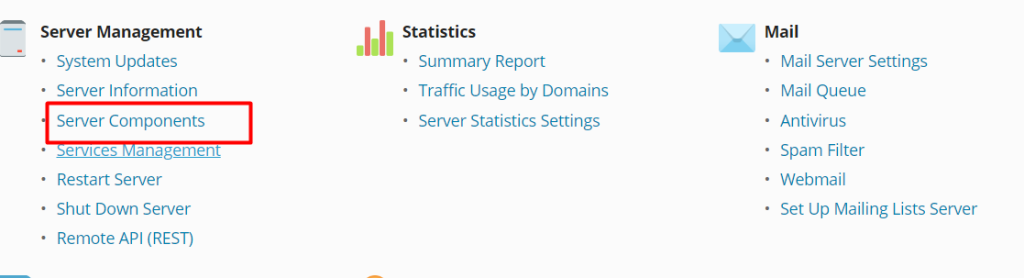 Server Management
System Updates
Server Information
Server Components
Services Management
Restart Server
Shut Down Server
Remote API (REST)
Statistics
Summary Report
Traffic Usage by Domains
Server Statistics Settings
Mail
Mail Server Settings
Mail Queue
Antivirus
Spam Filter
Webmail
Set Up Mailing Lists Server